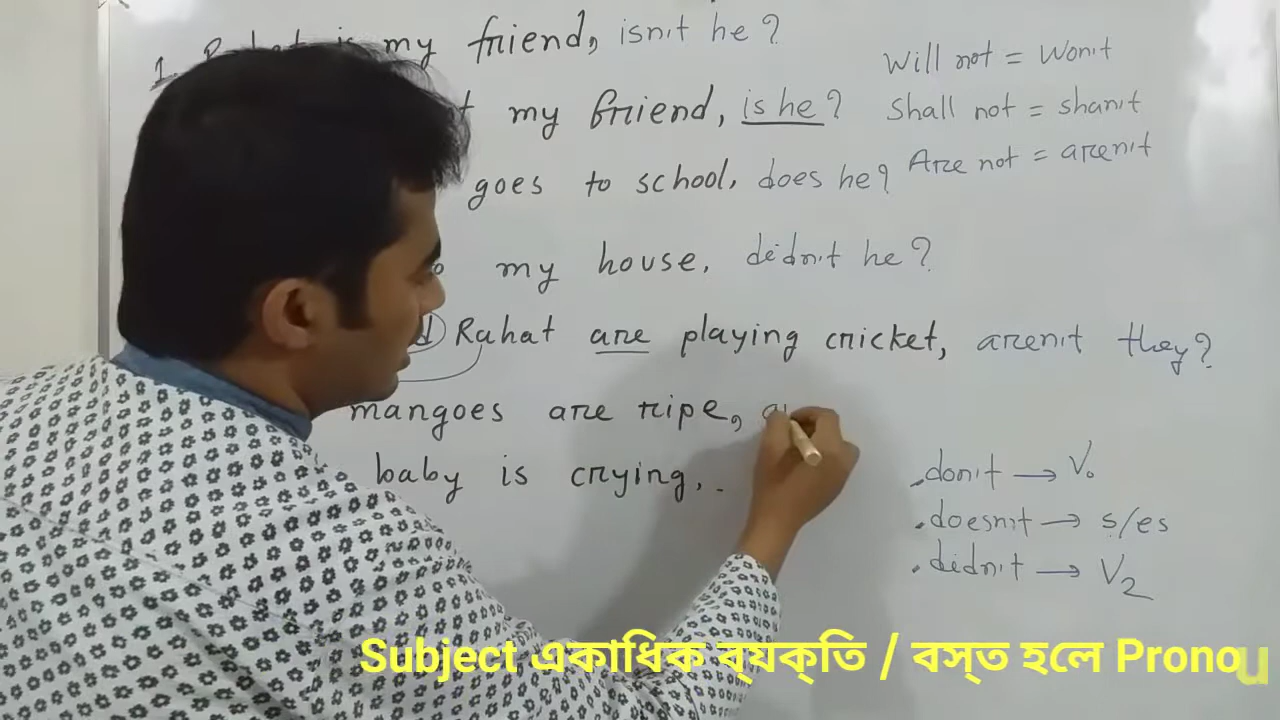 1. Rahat is my friend, isn't he?
my friend, is he?
goes to school, does he?
my house, didn't he?
Rahat are playing cricket, aren't they?
mangoes are ripe, a
baby is crying,
Will not = won't
Shall not = shan't
Are not = aren't
don't → V₀
doesn't → s/es
didn't → V2
Subject একাধিক ব্যক্তি / বস্ত হলে Pronou